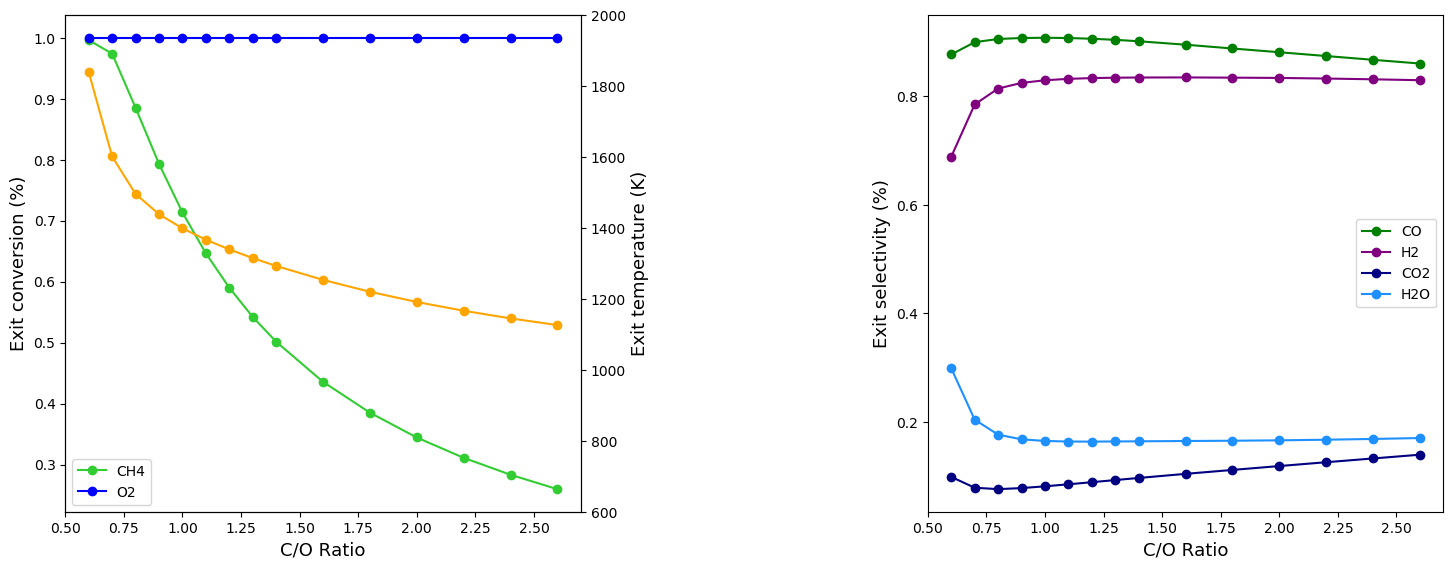 1.0
0.9
0.8
0.7
0.6
0.5
0.4
0.3
Exit conversion (%)
0.50 0.75 1.00 1.25 1.50 1.75 2.00 2.25 2.50
C/O Ratio
CH4
O2
2000
1800
1600
1400
1200
1000
800
600
Exit temperature (K)
0.8
0.6
0.4
0.2
Exit selectivity (%)
0.50 0.75 1.00 1.25 1.50 1.75 2.00 2.25 2.50
C/O Ratio
CO
H2
CO2
H2O